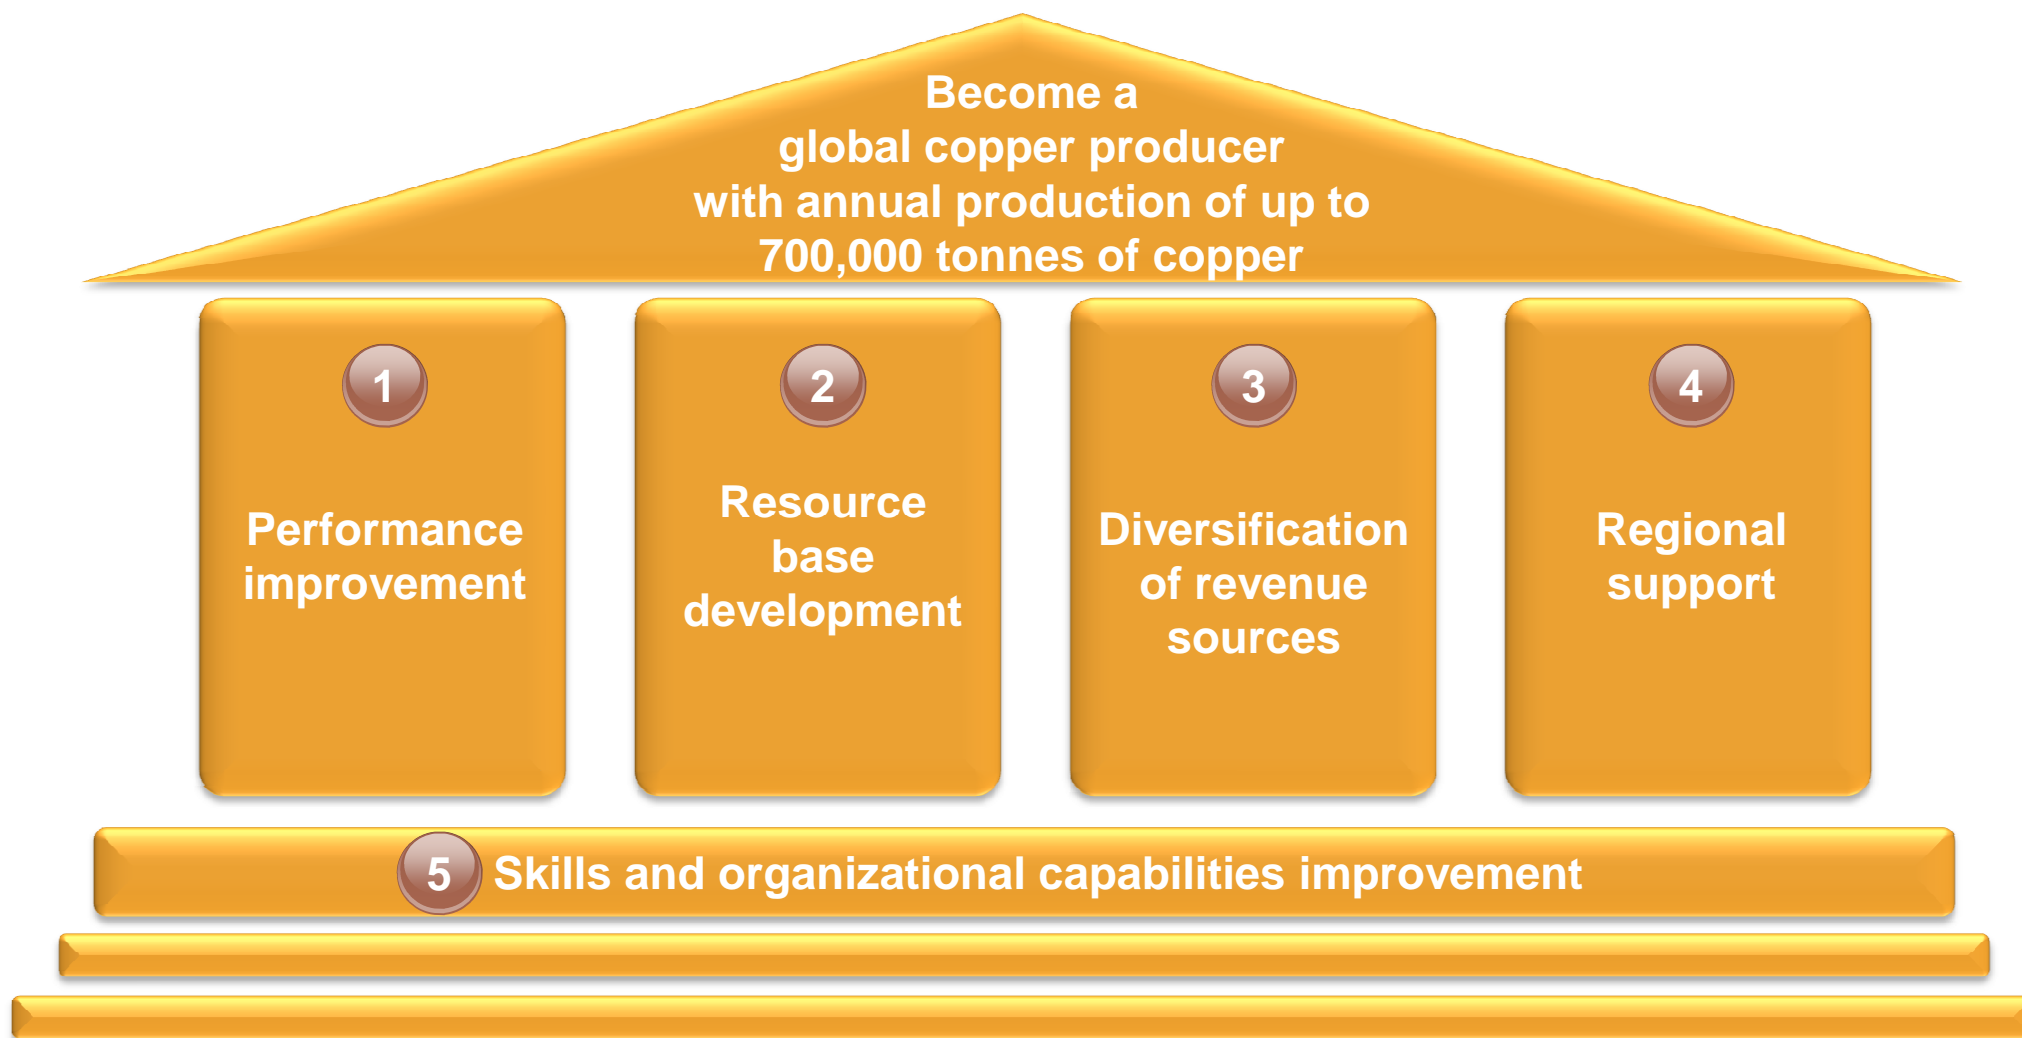 Become a
global copper producer
with annual production of up to
700,000 tonnes of copper
1
Performance
improvement
2
Resource
base
development
3
Diversification
of revenue
sources
4
Regional
support
5 Skills and organizational capabilities improvement